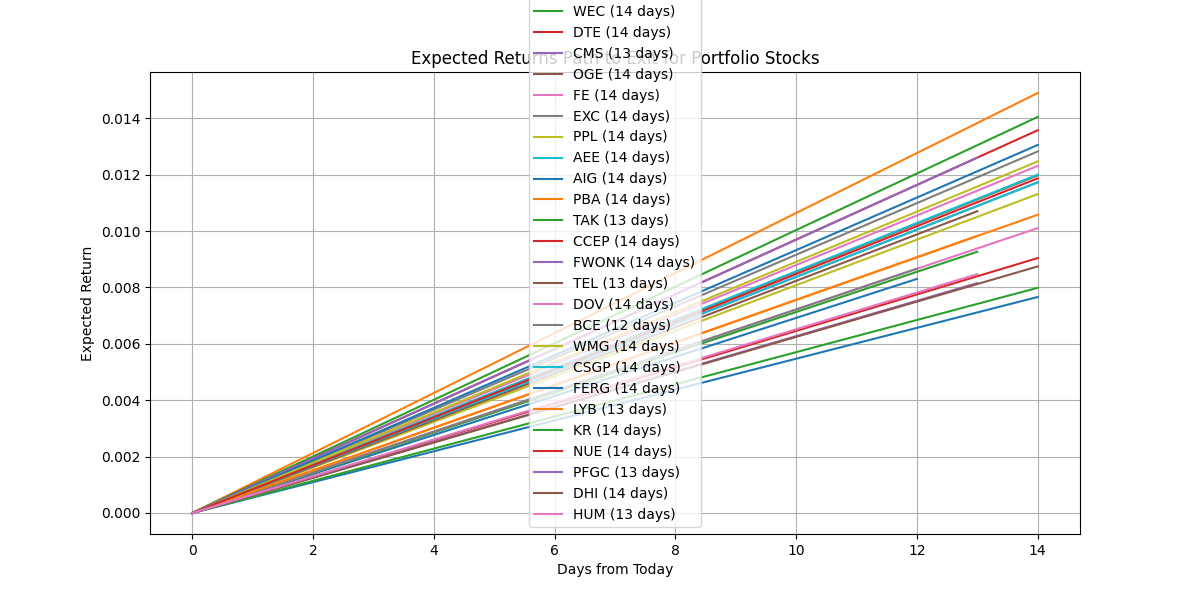 WEC (14 days)
DTE (14 days)
CMS (13 days)
Expected Returns Path to Exit for Portfolio Stocks
OGE (14 days)
FE (14 days)
EXC (14 days)
PPL (14 days)
AEE (14 days)
AIG (14 days)
PBA (14 days)
TAK (13 days)
CCEP (14 days)
FWONK (14 days)
TEL (13 days)
DOV (14 days)
BCE (12 days)
WMG (14 days)
CSGP (14 days)
FERG (14 days)
LYB (13 days)
KR (14 days)
NUE (14 days)
PFGC (13 days)
DHI (14 days)
HUM (13 days)
Expected Return
0.014
0.012
0.010
0.008
0.006
0.004
0.002
0.000
0 2 4 6 8 10 12 14
Days from Today